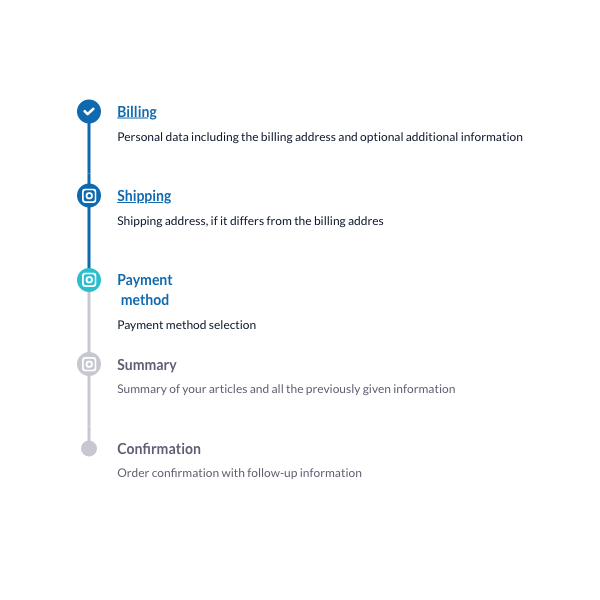 Billing
Personal data including the billing address and optional additional information
Shipping
Shipping address, if it differs from the billing addres
Payment
method
Payment method selection
Summary
Summary of your articles and all the previously given information
Confirmation
Order confirmation with follow-up information